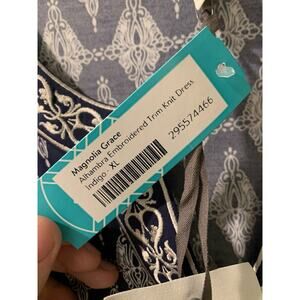 Magnolia Grace
Alhambra Embroidered Trim Knit Dress
Indigo - XL
295574466